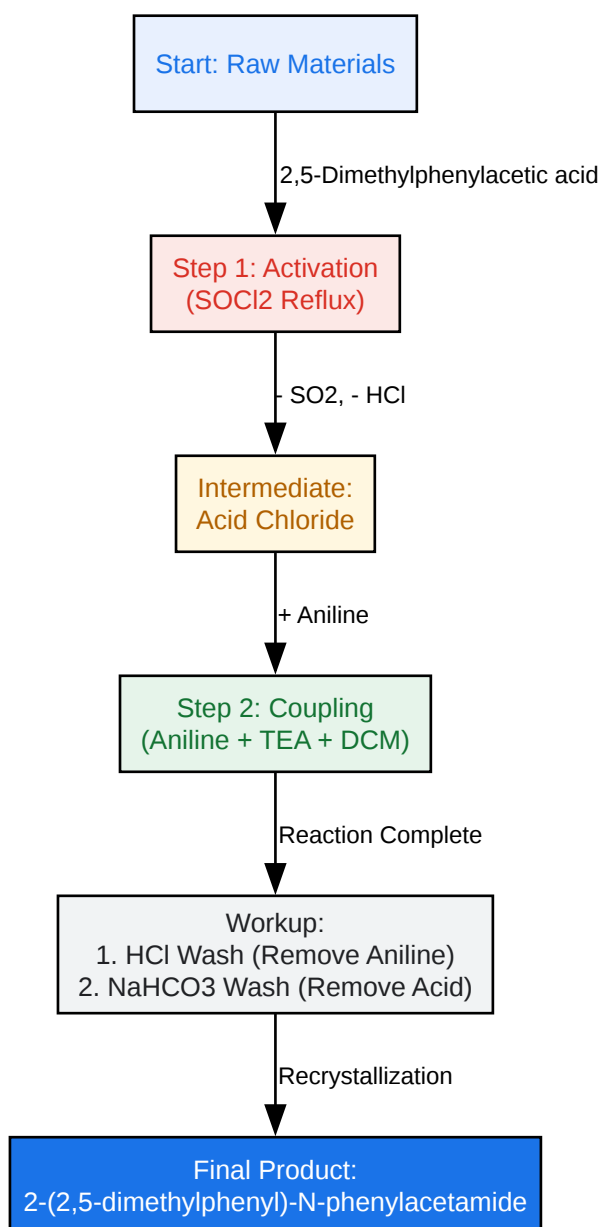 Start: Raw Materials
2,5-Dimethylphenylacetic acid
Step 1: Activation
(SOCl2 Reflux)
- SO2, - HCl
Intermediate:
Acid Chloride
+ Aniline
Step 2: Coupling
(Aniline + TEA + DCM)
Reaction Complete
Workup:
1. HCl Wash (Remove Aniline)
2. NaHCO3 Wash (Remove Acid)
Recrystallization
Final Product:
2-(2,5-dimethylphenyl)-N-phenylacetamide